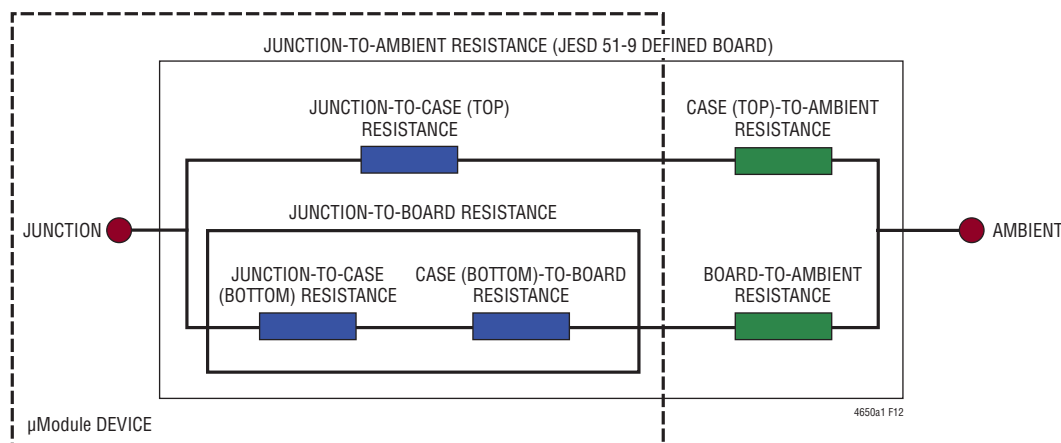 JUNCTION-TO-AMBIENT RESISTANCE (JESD 51-9 DEFINED BOARD)
JUNCTION-TO-CASE (TOP)
RESISTANCE
CASE (TOP)-TO-AMBIENT
RESISTANCE
JUNCTION-TO-BOARD RESISTANCE
JUNCTION
AMBIENT
JUNCTION-TO-CASE
(BOTTOM) RESISTANCE
CASE (BOTTOM)-TO-BOARD
RESISTANCE
BOARD-TO-AMBIENT
RESISTANCE
4650a1 F12
µModule DEVICE